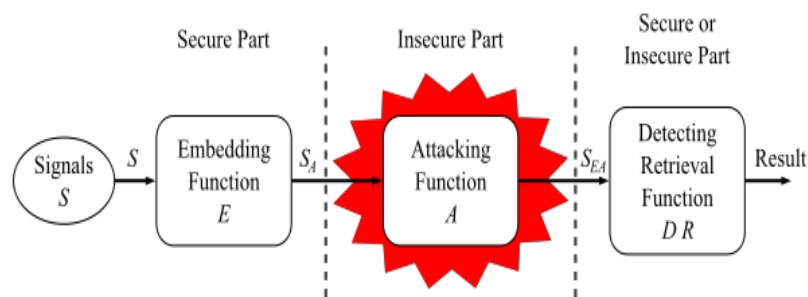 Secure Part
Insecure Part
Secure or
Insecure Part
Signals
S
S
Embedding
Function
E
S_A
Attacking
Function
A
S_EA
Detecting
Retrieval
Function
D R
Result